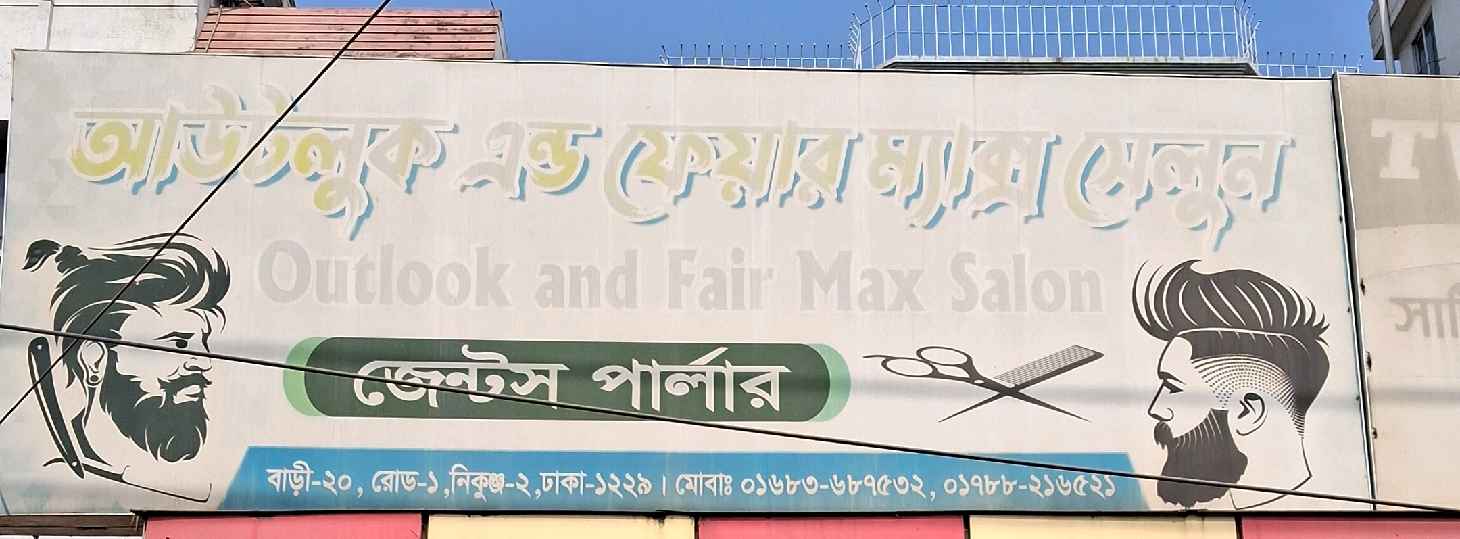 আউটলুক এন্ড ফেয়ার ম্যাক্স সেলুন
Outlook and Fair Max Salon
জেন্টস পার্লার
বাড়ী-২০, রোড-১,নিকুঞ্জ-২,ঢাকা-১২২৯। মোবাঃ ০১৬৮৩-৬৮৭৫৩২, ০১৭৮৮-২১৬৫২১